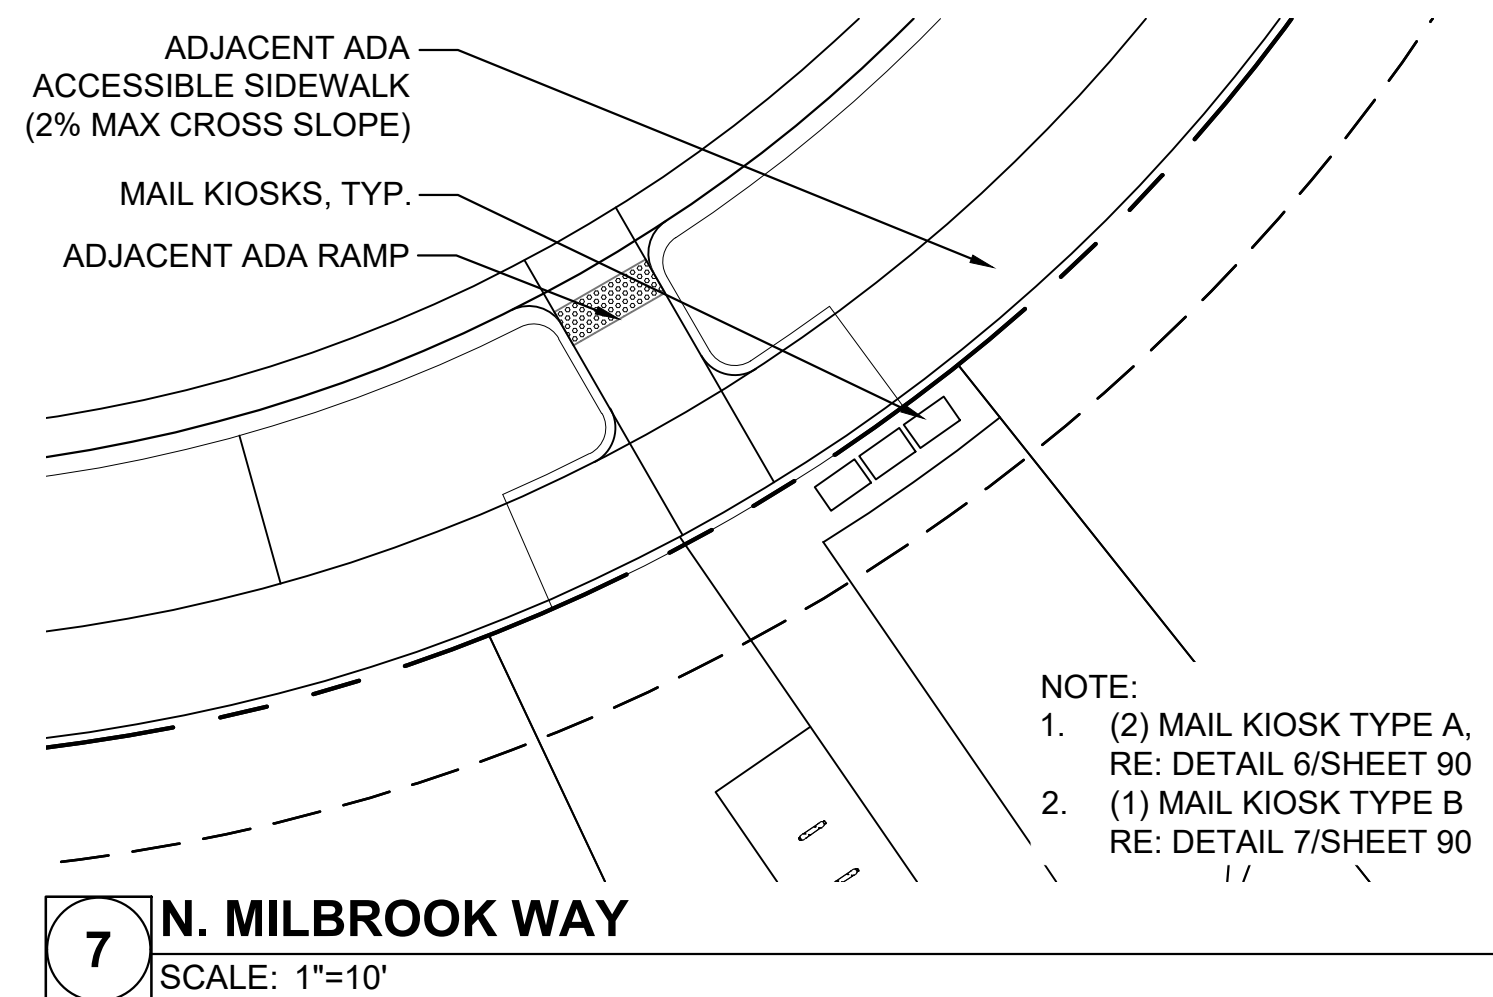 ADJACENT ADA
ACCESSIBLE SIDEWALK
(2% MAX CROSS SLOPE)
MAIL KIOSKS, TYP.
ADJACENT ADA RAMP
NOTE:
1. (2) MAIL KIOSK TYPE A,
RE: DETAIL 6/SHEET 90
2. (1) MAIL KIOSK TYPE B
RE: DETAIL 7/SHEET 90
7
N. MILBROOK WAY
SCALE: 1"=10'